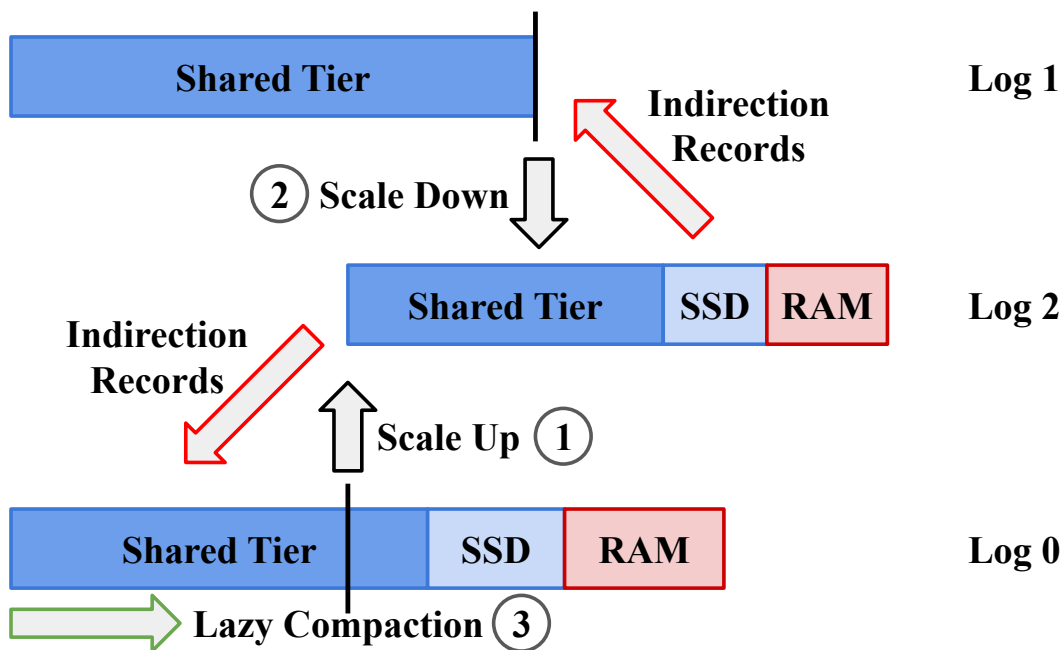 Shared Tier
Log 1
Indirection
Records
2 Scale Down
Shared Tier
SSD
RAM
Log 2
Indirection
Records
Scale Up 1
Shared Tier
SSD
RAM
Log 0
Lazy Compaction 3